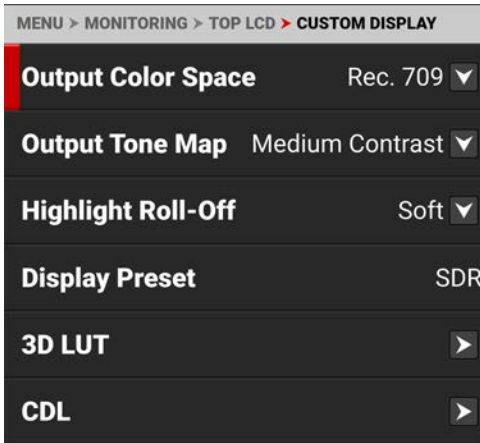 MENU > MONITORING > TOP LCD > CUSTOM DISPLAY
Output Color Space Rec. 709
Output Tone Map Medium Contrast
Highlight Roll-Off Soft
Display Preset SDR
3D LUT
CDL